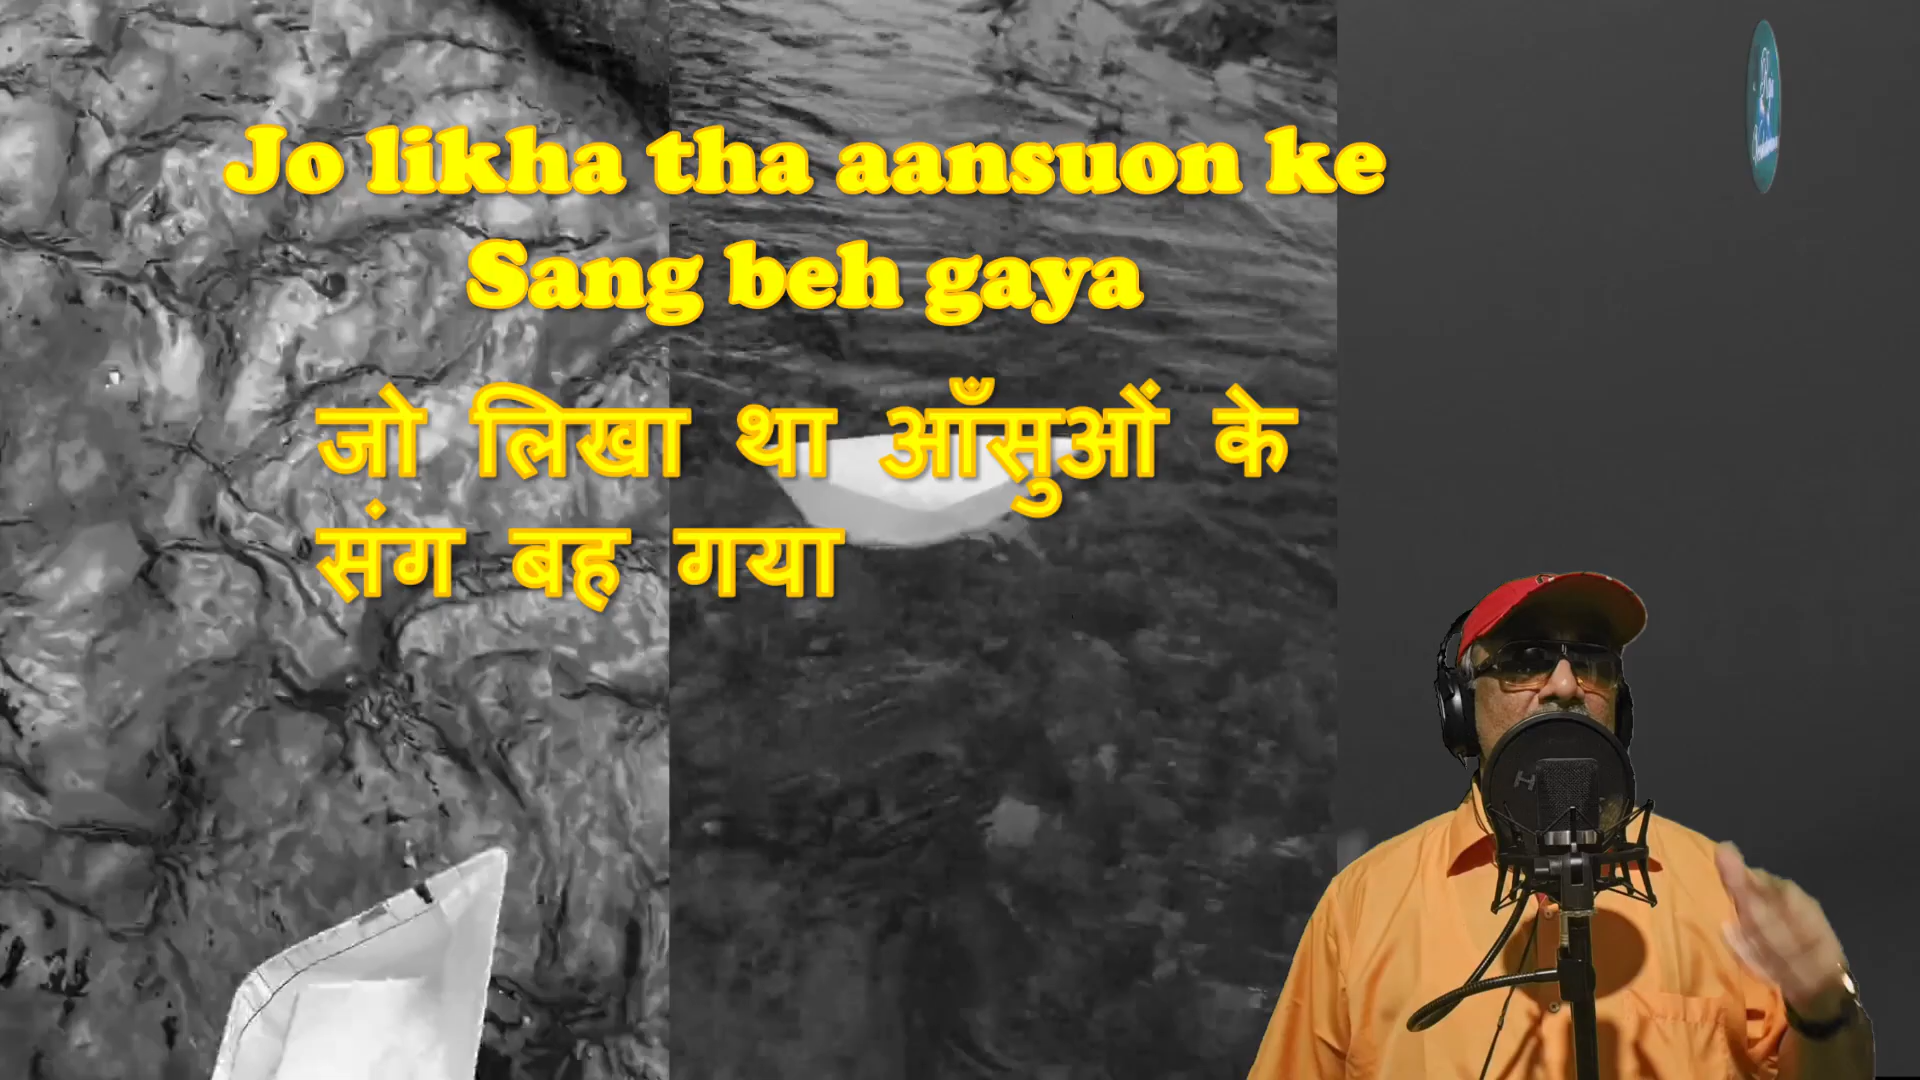 Jo likha tha aansuon ke
Sang beh gaya
जो लिखा था आँसुओं के
संग बह गया
H